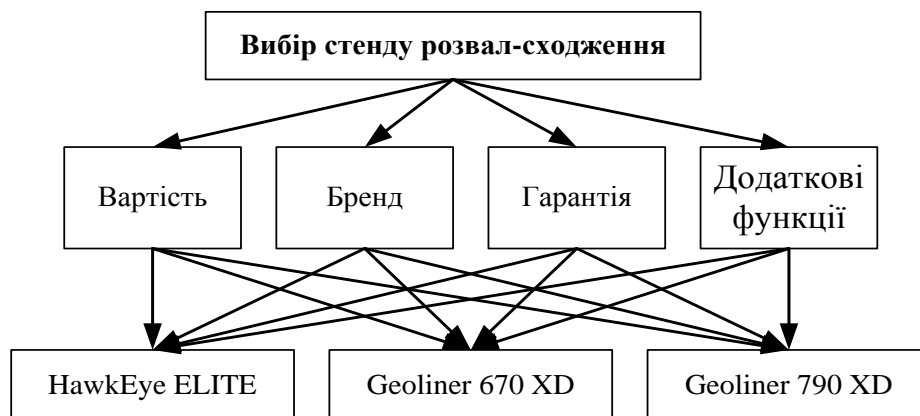 Вибір стенду розвал-сходження
Вартість
Бренд
Гарантія
Додаткові
функції
HawkEye ELITE
Geoliner 670 XD
Geoliner 790 XD